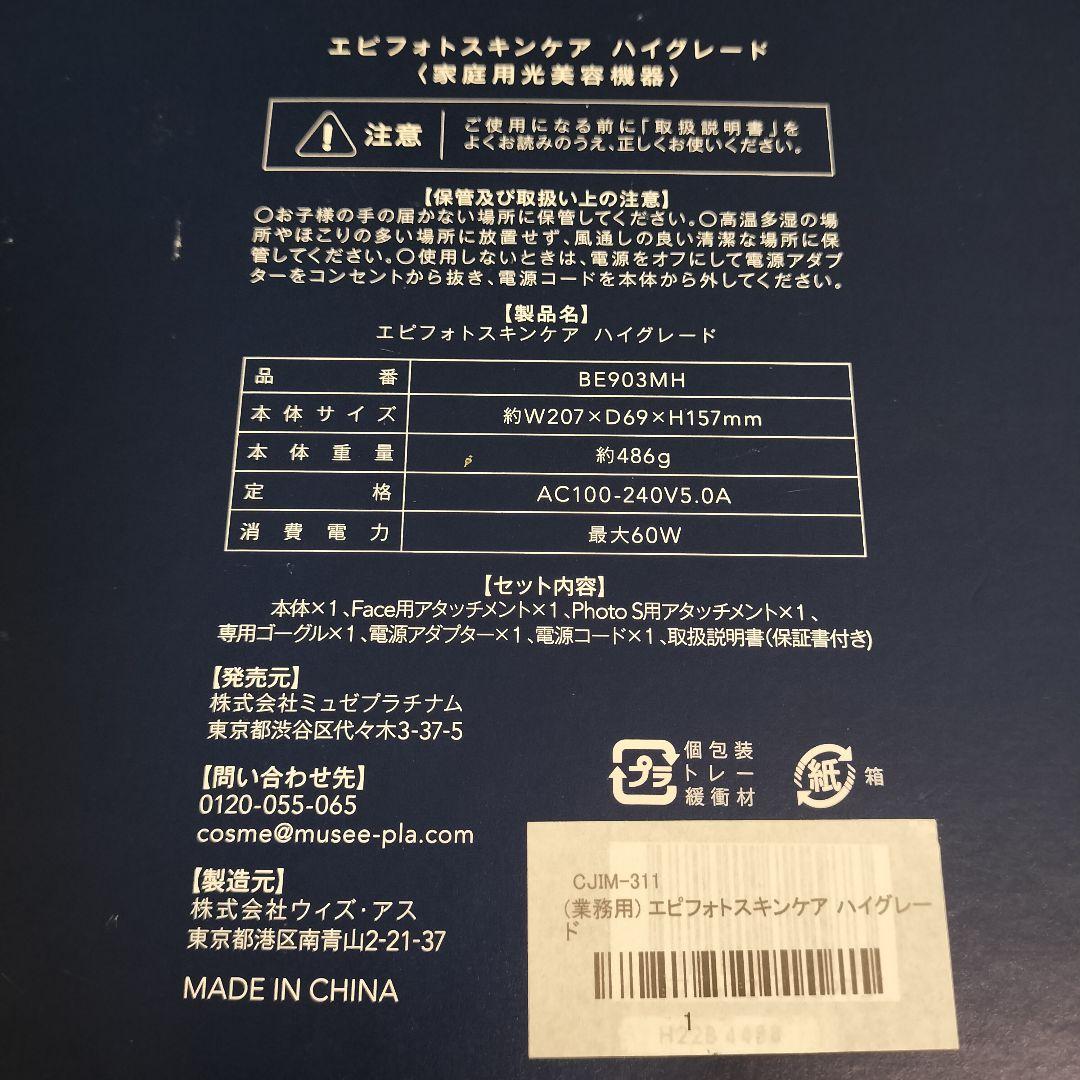 エピフォトスキンケア ハイグレード
〈家庭用光美容機器〉
注意
ご使用になる前に「取扱説明書」を
よくお読みのうえ、正しくお使いください。
【保管及び取扱い上の注意】
〇お子様の手の届かない場所に保管してください。〇高温多湿の場
所やほこりの多い場所に放置せず、風通しの良い清潔な場所に保
管してください。〇使用しないときは、電源をオフにして電源アダプ
ターをコンセントから抜き、電源コードを本体から外してください。
【製品名】
エピフォトスキンケア ハイグレード
品番 BE903MH
本体サイズ 約W207×D69×H157mm
本体重量 約486g
定格 AC100-240V5.0A
消費電力 最大60W
【セット内容】
本体×1、Face用アタッチメント×1、Photo S用アタッチメント×1、
専用ゴーグル×1、電源アダプター×1、電源コード×1、取扱説明書(保証書付き)
【発売元】
株式会社ミュゼプラチナム
東京都渋谷区代々木3-37-5
【問い合わせ先】
0120-055-065
cosme@musee-pla.com
【製造元】
株式会社ウィズ・アス
東京都港区南青山2-21-37
MADE IN CHINA
プラ
個包装
トレー
緩衝材
紙
箱
CJIM-311
(業務用) エピフォトスキンケア ハイグレー
ド
1